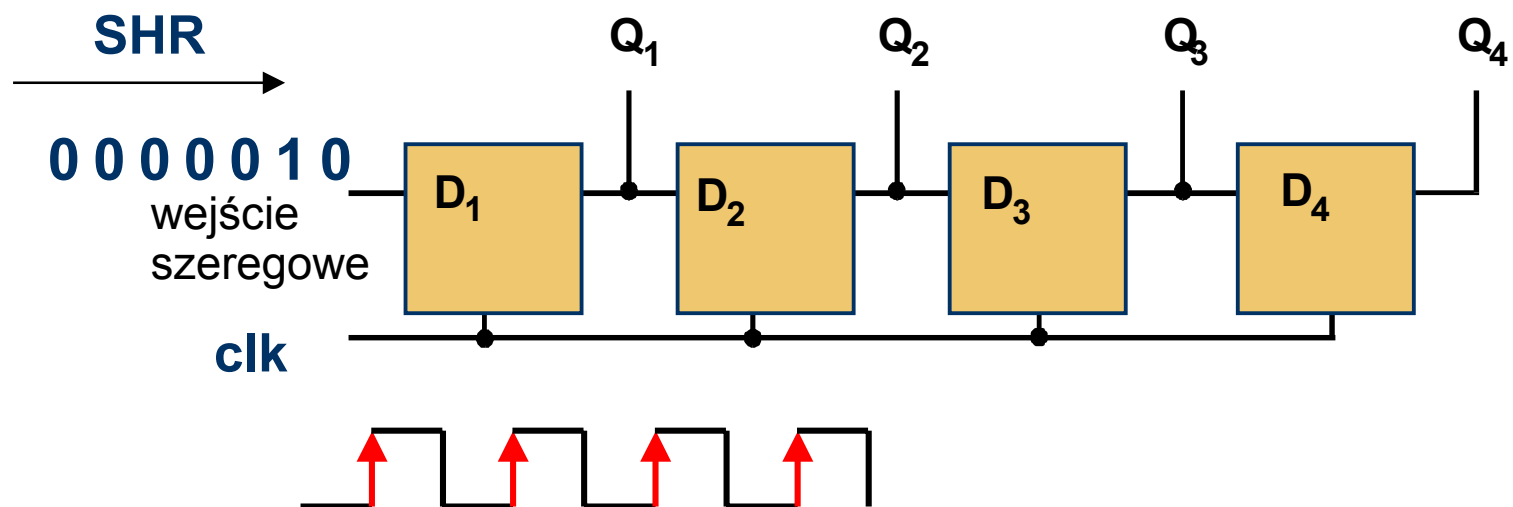 SHR
Q1 Q2 Q3 Q4
0 0 0 0 0 1 0
D1 D2 D3 D4
wejście
szeregowe
clk